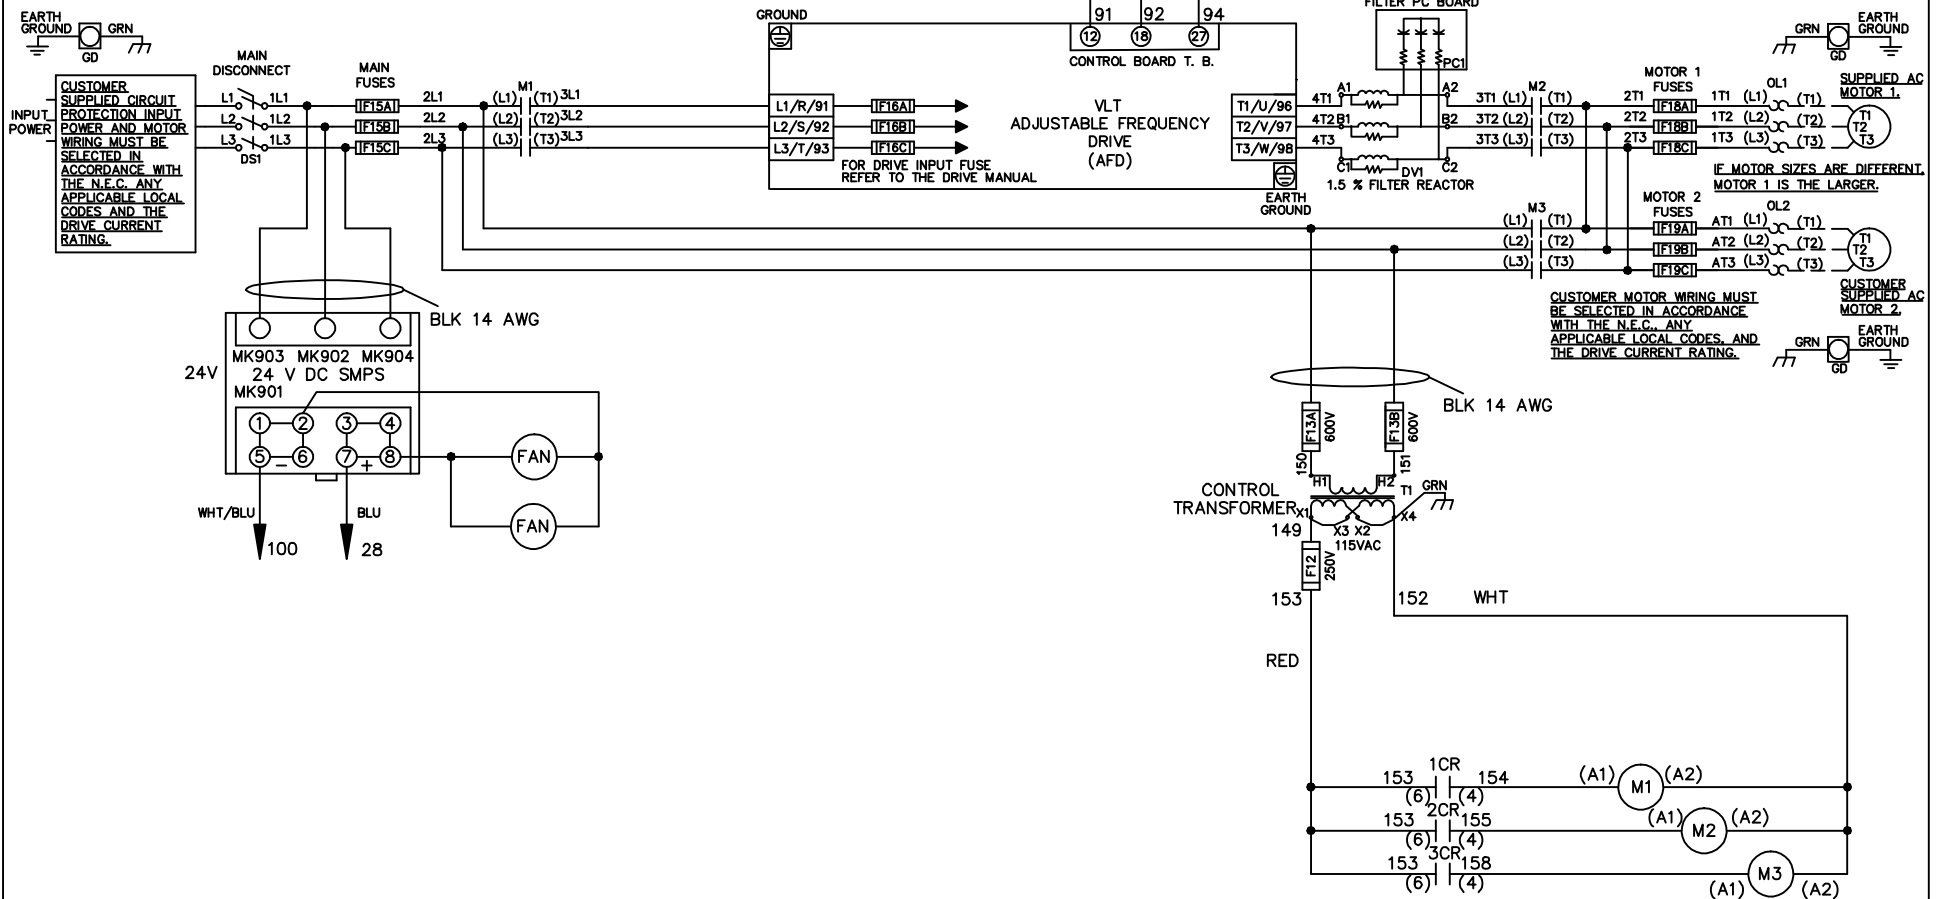 EARTH
GROUND
GRN
GD
CUSTOMER
SUPPLIED CIRCUIT
PROTECTION INPUT
POWER AND MOTOR
WIRING MUST BE
SELECTED IN
ACCORDANCE WITH
THE N.E.C. ANY
APPLICABLE LOCAL
CODES AND THE
DRIVE CURRENT
RATING.
INPUT
POWER
MAIN
DISCONNECT
L1 1L1
L2 1L2
L3 1L3
DS1
MAIN
FUSES
F15A
F15B
F15C
2L1
2L2
2L3
M1
(L1) (T1) 3L1
(L2) (T2) 3L2
(L3) (T3) 3L3
GROUND
L1/R/91
L2/S/92
L3/T/93
F16A
F16B
F16C
FOR DRIVE INPUT FUSE
REFER TO THE DRIVE MANUAL
91 92 94
12 18 27
CONTROL BOARD T. B.
VLT
ADJUSTABLE FREQUENCY
DRIVE
(AFD)
T1/U/96
T2/V/97
T3/W/98
EARTH
GROUND
FILTER PC BOARD
PC1
4T1 A1 A2
4T2 B1 B2
4T3 C1 C2
DV1
1.5 % FILTER REACTOR
M2
3T1 (L1) (T1)
3T2 (L2) (T2)
3T3 (L3) (T3)
MOTOR 1
FUSES
2T1 F18A 1T1 (L1) (T1)
2T2 F18B 1T2 (L2) (T2)
2T3 F18C 1T3 (L3) (T3)
OL1
GRN
GD
EARTH
GROUND
SUPPLIED AC
MOTOR 1.
T1
T2
T3
IF MOTOR SIZES ARE DIFFERENT,
MOTOR 1 IS THE LARGER.
M3
(L1) (T1)
(L2) (T2)
(L3) (T3)
MOTOR 2
FUSES
F19A AT1 (L1) (T1)
F19B AT2 (L2) (T2)
F19C AT3 (L3) (T3)
OL2
T1
T2
T3
CUSTOMER
SUPPLIED AC
MOTOR 2.
CUSTOMER MOTOR WIRING MUST
BE SELECTED IN ACCORDANCE
WITH THE N.E.C., ANY
APPLICABLE LOCAL CODES, AND
THE DRIVE CURRENT RATING.
GRN
GD
EARTH
GROUND
BLK 14 AWG
MK903 MK902 MK904
24V
24 V DC SMPS
MK901
1 2 3 4
5 - 6 7 + 8
FAN
FAN
WHT/BLU
BLU
100
28
BLK 14 AWG
F13A
600V
F13B
600V
150
151
H1 H2
T1
GRN
CONTROL
TRANSFORMER
X1 X3 X2 X4
115VAC
149
F12
250V
153
152 WHT
RED
1CR
153 154 (A1) M1 (A2)
(6) (4)
2CR
153 155 (A1) M2 (A2)
(6) (4)
3CR
153 158 M3
(6) (4) (A1) (A2)